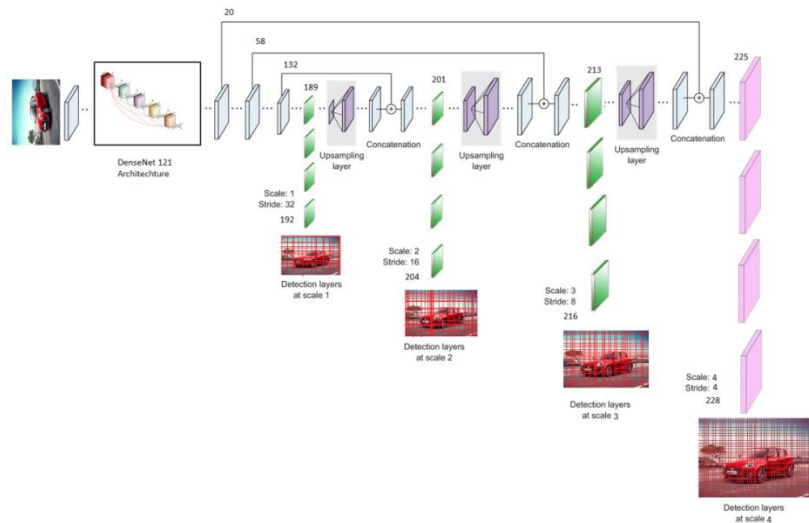 20
58
132
189
201
213
225
DenseNet 121
Architechture
Upsampling
layer
Concatenation
Upsampling
layer
Concatenation
Upsampling
layer
Concatenation
Scale: 1
Stride: 32
192
Detection layers
at scale 1
Scale: 2
Stride: 16
204
Detection layers
at scale 2
Scale: 3
Stride: 8
216
Detection layers
at scale 3
Scale: 4
Stride: 4
228
Detection layers
at scale 4